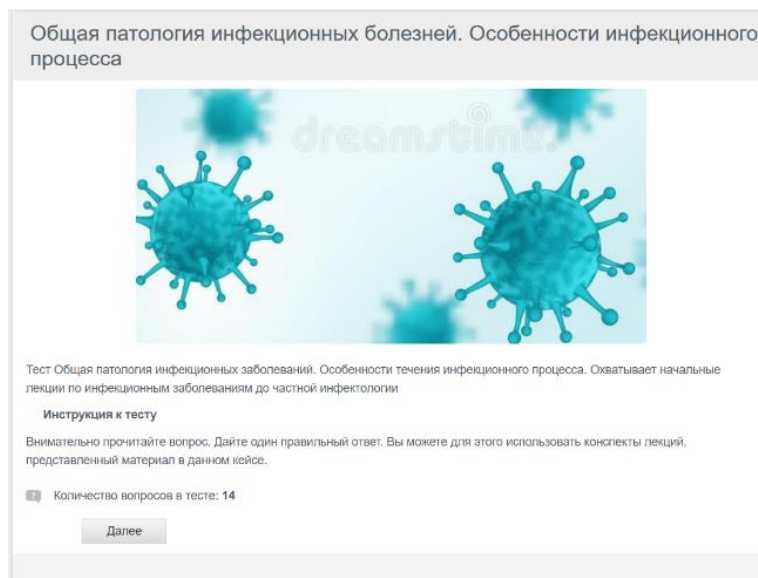 Общая патология инфекционных болезней. Особенности инфекционного
процесса
dreamstime.
Тест Общая патология инфекционных заболеваний. Особенности течения инфекционного процесса. Охватывает начальные
лекции по инфекционным заболеваниям до частной инфектологии
Инструкция к тесту
Внимательно прочитайте вопрос. Дайте один правильный ответ. Вы можете для этого использовать конспекты лекций,
представленный материал в данном кейсе.
Количество вопросов в тесте: 14
Далее